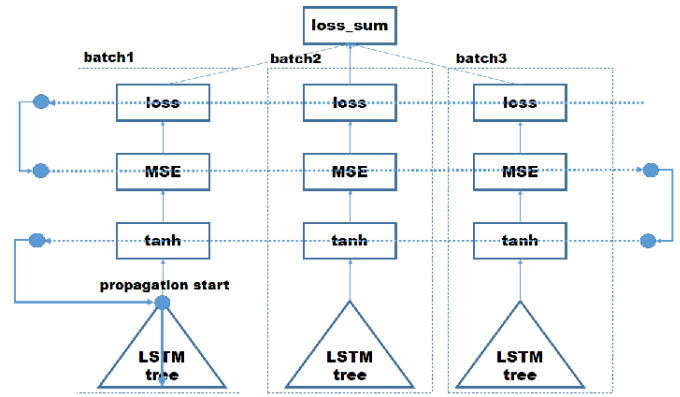 loss_sum
batch1
batch2
batch3
loss
loss
loss
MSE
MSE
MSE
tanh
tanh
tanh
propagation start
LSTM
tree
LSTM
tree
LSTM
tree